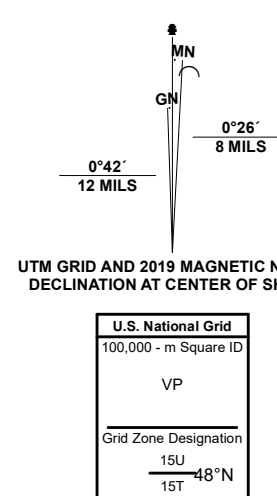 MN
GN
0°26´
8 MILS
0°42´
12 MILS
UTM GRID AND 2019 MAGNETIC N
DECLINATION AT CENTER OF SH
U.S. National Grid
100,000 - m Square ID
VP
Grid Zone Designation
15U
48°N
15T